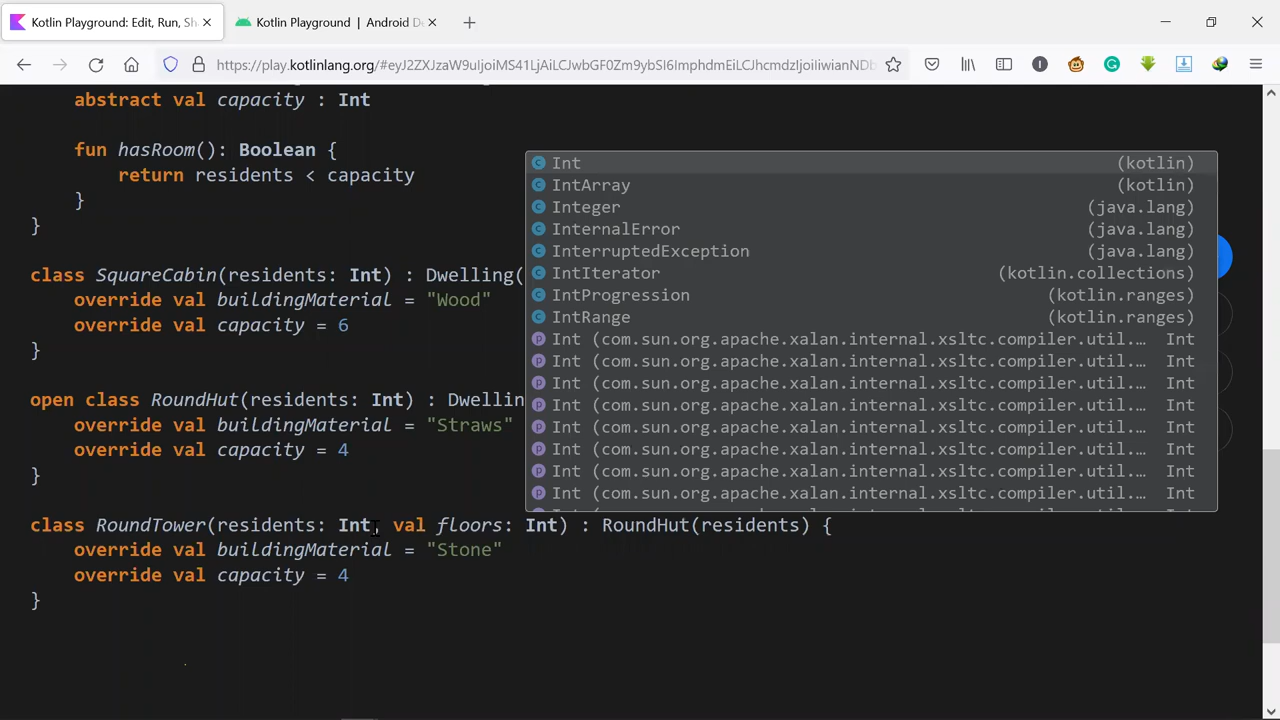 Kotlin Playground: Edit, Run, Sh
Kotlin Playground | Android De
https://play.kotlinlang.org/#eyJ2ZXJzaW9uIjoiMS41LjAiLCJwbGF0Zm9ybSI6ImphdmEiLCJhcmdzIjoiIiwianNDb
abstract val capacity : Int
fun hasRoom(): Boolean {
return residents < capacity
}
}
class SquareCabin(residents: Int) : Dwelling(
override val buildingMaterial = "Wood"
override val capacity = 6
}
open class RoundHut(residents: Int) : Dwellin
override val buildingMaterial = "Straws"
override val capacity = 4
}
class RoundTower(residents: Int, val floors: Int) : RoundHut(residents) {
override val buildingMaterial = "Stone"
override val capacity = 4
}
Int (kotlin)
IntArray (kotlin)
Integer (java.lang)
InternalError (java.lang)
InterruptedException (java.lang)
IntIterator (kotlin.collections)
IntProgression (kotlin.ranges)
IntRange (kotlin.ranges)
Int (com.sun.org.apache.xalan.internal.xsltc.compiler.util.… Int
Int (com.sun.org.apache.xalan.internal.xsltc.compiler.util.… Int
Int (com.sun.org.apache.xalan.internal.xsltc.compiler.util.… Int
Int (com.sun.org.apache.xalan.internal.xsltc.compiler.util.… Int
Int (com.sun.org.apache.xalan.internal.xsltc.compiler.util.… Int
Int (com.sun.org.apache.xalan.internal.xsltc.compiler.util.… Int
Int (com.sun.org.apache.xalan.internal.xsltc.compiler.util.… Int
Int (com.sun.org.apache.xalan.internal.xsltc.compiler.util.… Int